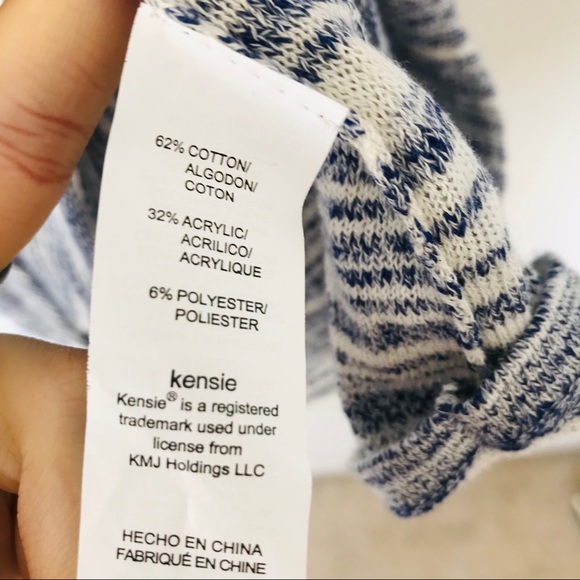 62% COTTON/
ALGODON/
COTON
32% ACRYLIC/
ACRILICO/
ACRYLIQUE
6% POLYESTER/
POLIESTER
kensie
Kensie® is a registered
trademark used under
license from
KMJ Holdings LLC
HECHO EN CHINA
FABRIQUÉ EN CHINE